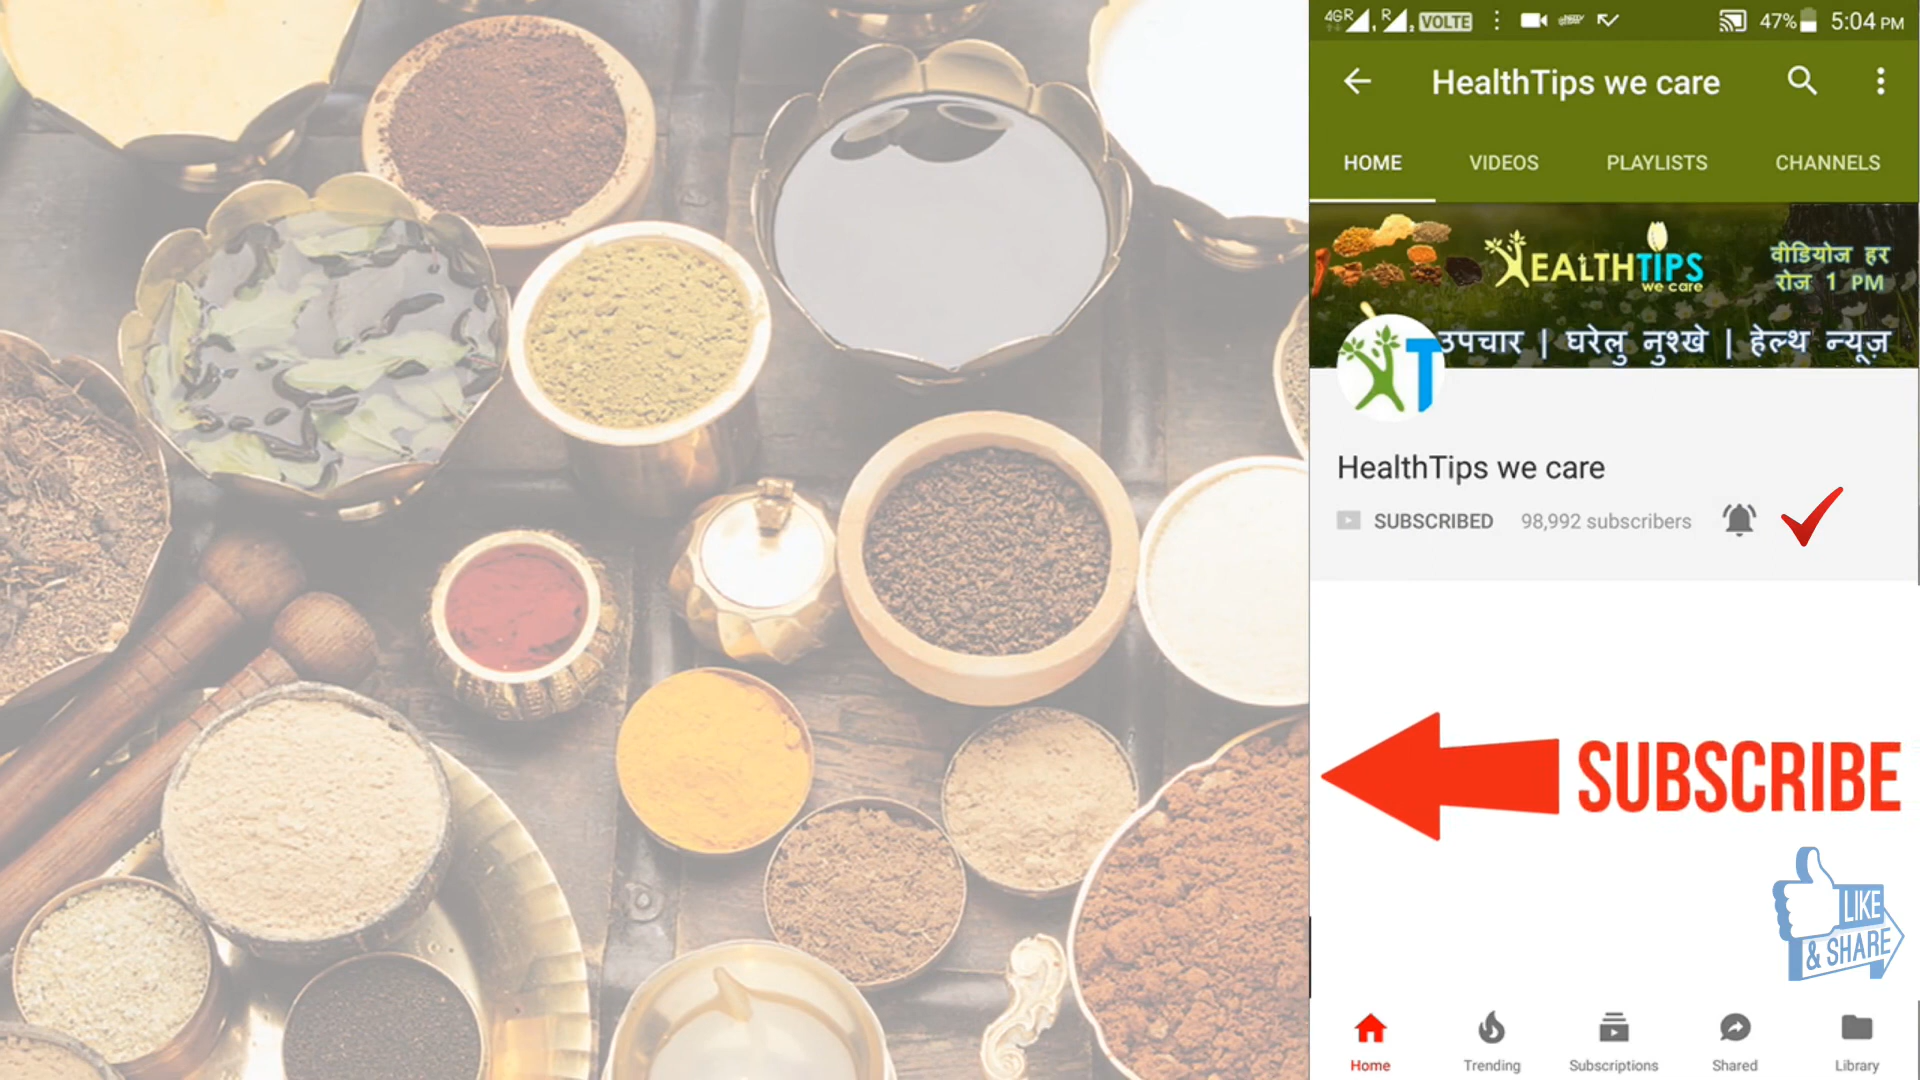 4G R R VOLTE 47% 5:04 PM
HealthTips we care
HOME VIDEOS PLAYLISTS CHANNELS
HEALTHTIPS
we care
वीडियोज हर
रोज 1 PM
उपचार | घरेलु नुश्खे | हेल्थ न्यूज़
T
HealthTips we care
SUBSCRIBED 98,992 subscribers
SUBSCRIBE
LIKE
& SHARE
Home Trending Subscriptions Shared Library